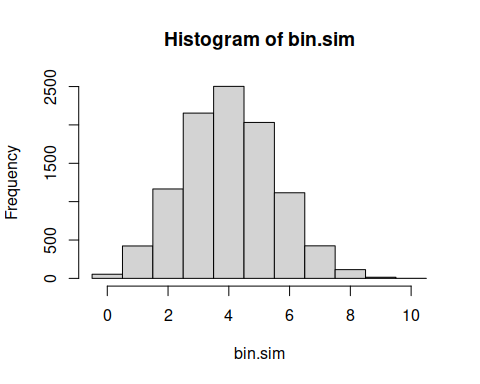 Histogram of bin.sim
Frequency
2500
1500
500
0
0 2 4 6 8 10
bin.sim